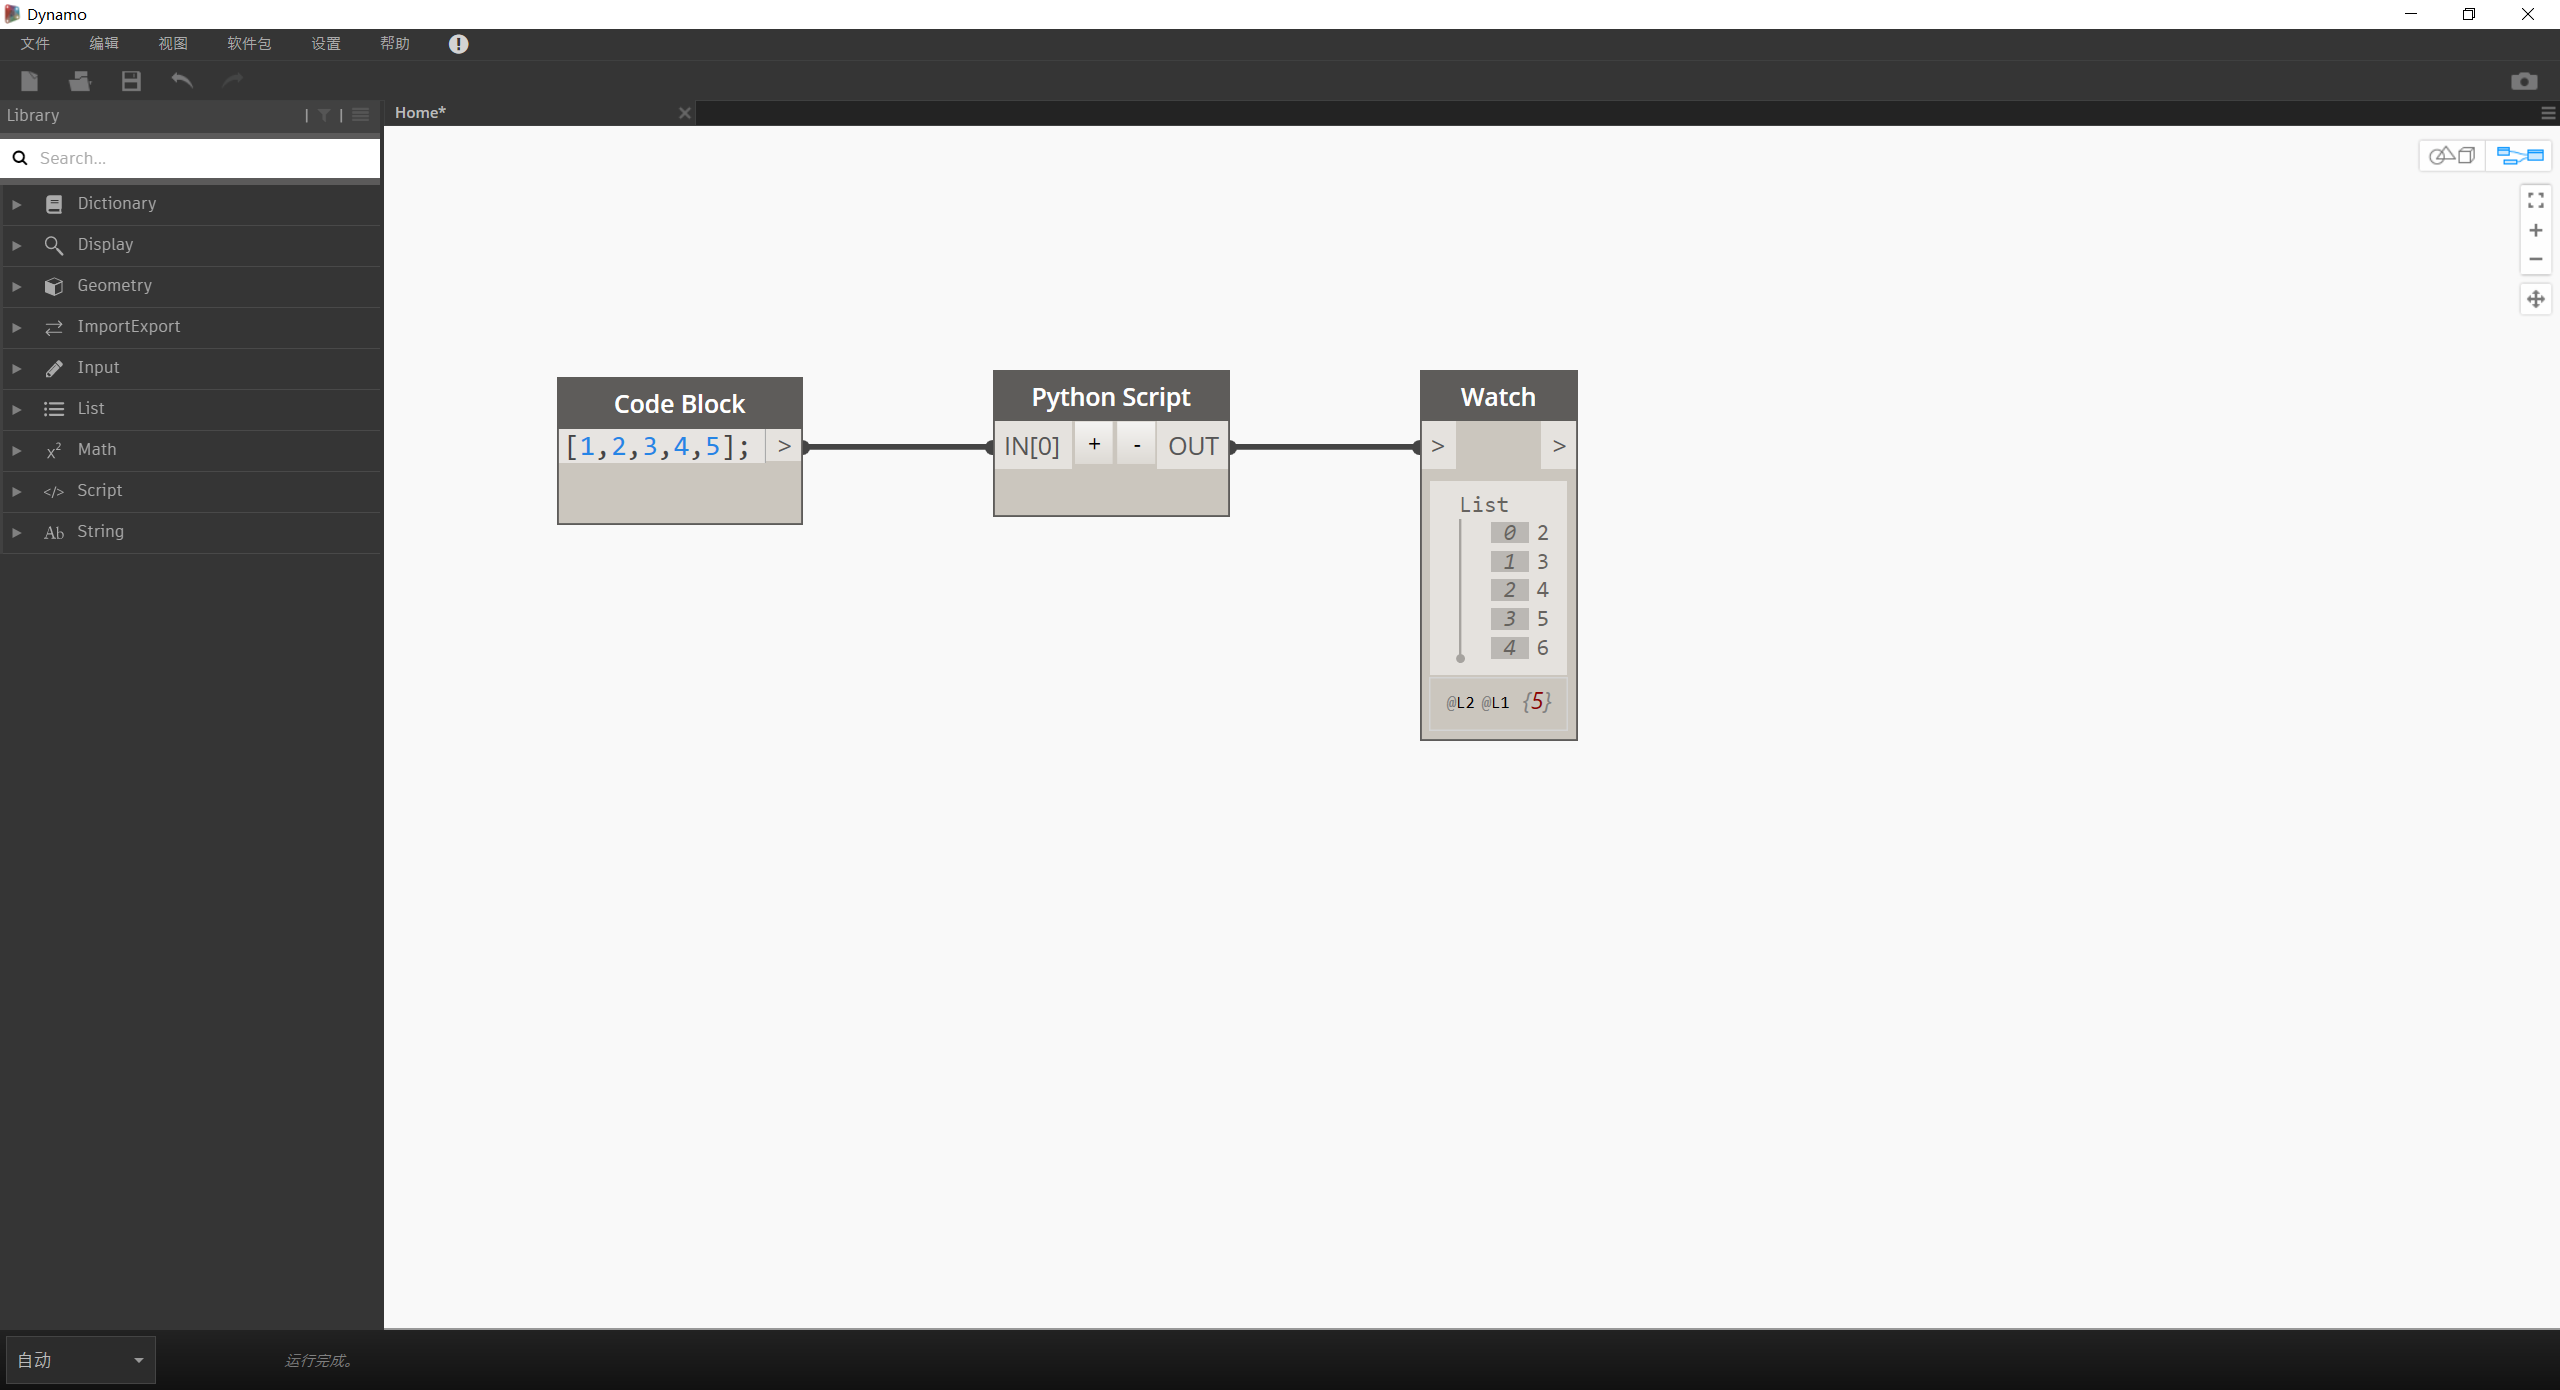 Dynamo
文件 编辑 视图 软件包 设置 帮助
Library
Home*
Search...
Dictionary
Display
Geometry
ImportExport
Input
List
Math
Script
Ab String
Code Block
[1,2,3,4,5]; >
Python Script
IN[0] + - OUT
Watch
> >
List
0 2
1 3
2 4
3 5
4 6
@L2 @L1 {5}
自动
运行完成。